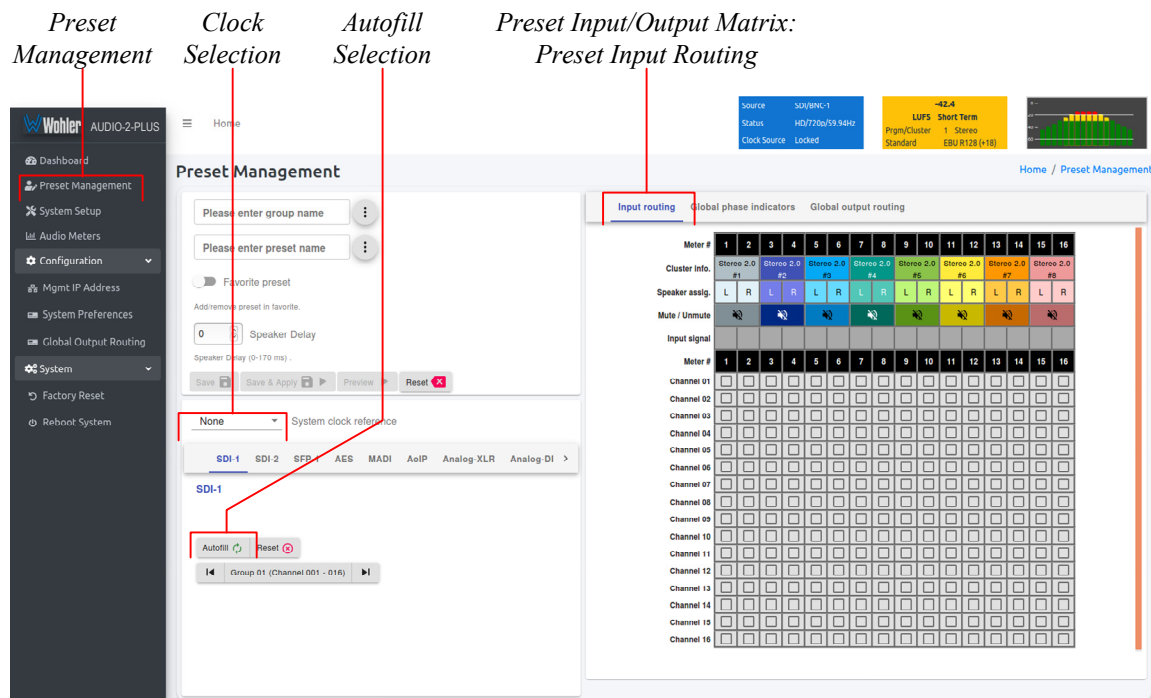 Preset Management
Clock Selection
Autofill Selection
Preset Input/Output Matrix:
Preset Input Routing
Wohler AUDIO-2-PLUS
Home
Source SDI/BNC-1
Status HD/720p/59.94Hz
Clock Source Locked
-42.4
LUFS Short Term
Prgm/Cluster 1 Stereo
Standard EBU R128 (+18)
0 -
-20 -
-40 -
-60 -
Dashboard
Preset Management
System Setup
Audio Meters
Configuration
Mgmt IP Address
System Preferences
Global Output Routing
System
Factory Reset
Reboot System
Preset Management
Home / Preset Management
Please enter group name
Please enter preset name
Favorite preset
Add/remove preset in favorite.
0 Speaker Delay
Speaker Delay (0-170 ms) .
Save Save & Apply Preview Reset
None System clock reference
SDI-1 SDI-2 SFP-1 AES MADI AoIP Analog-XLR Analog-DI >
SDI-1
Autofill Reset
Group 01 (Channel 001 - 016)
Input routing Global phase indicators Global output routing
Meter # 1 2 3 4 5 6 7 8 9 10 11 12 13 14 15 16
Cluster info. Stereo 2.0 #1 Stereo 2.0 #2 Stereo 2.0 #3 Stereo 2.0 #4 Stereo 2.0 #5 Stereo 2.0 #6 Stereo 2.0 #7 Stereo 2.0 #8
Speaker assig. L R L R L R L R L R L R L R L R
Mute / Unmute
Input signal
Meter # 1 2 3 4 5 6 7 8 9 10 11 12 13 14 15 16
Channel 01
Channel 02
Channel 03
Channel 04
Channel 05
Channel 06
Channel 07
Channel 08
Channel 09
Channel 10
Channel 11
Channel 12
Channel 13
Channel 14
Channel 15
Channel 16